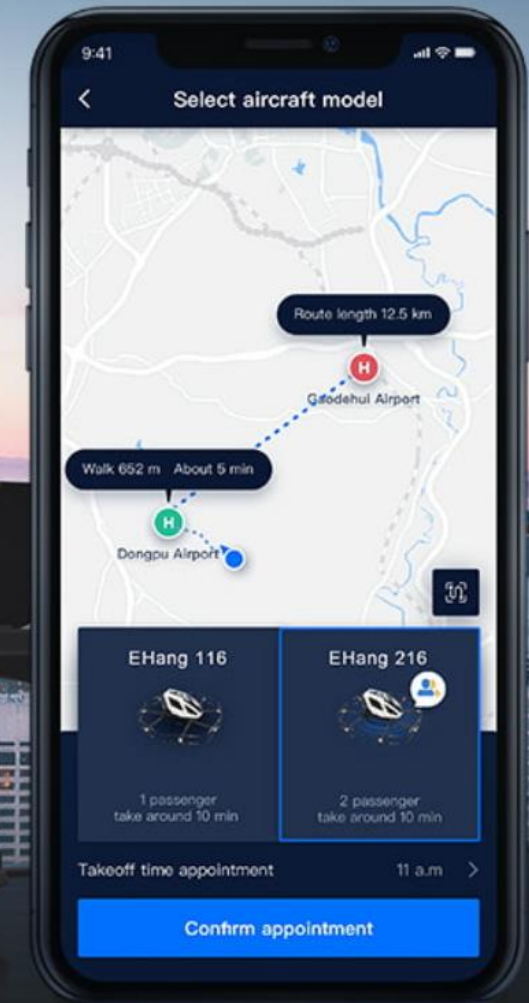 9:41
Select aircraft model
Route length 12.5 km
H
Gaodehui Airport
Walk 652 m About 5 min
H
Dongpu Airport
EHang 116
EHang 216
1 passenger
take around 10 min
2 passenger
take around 10 min
Takeoff time appointment
11 a.m
Confirm appointment